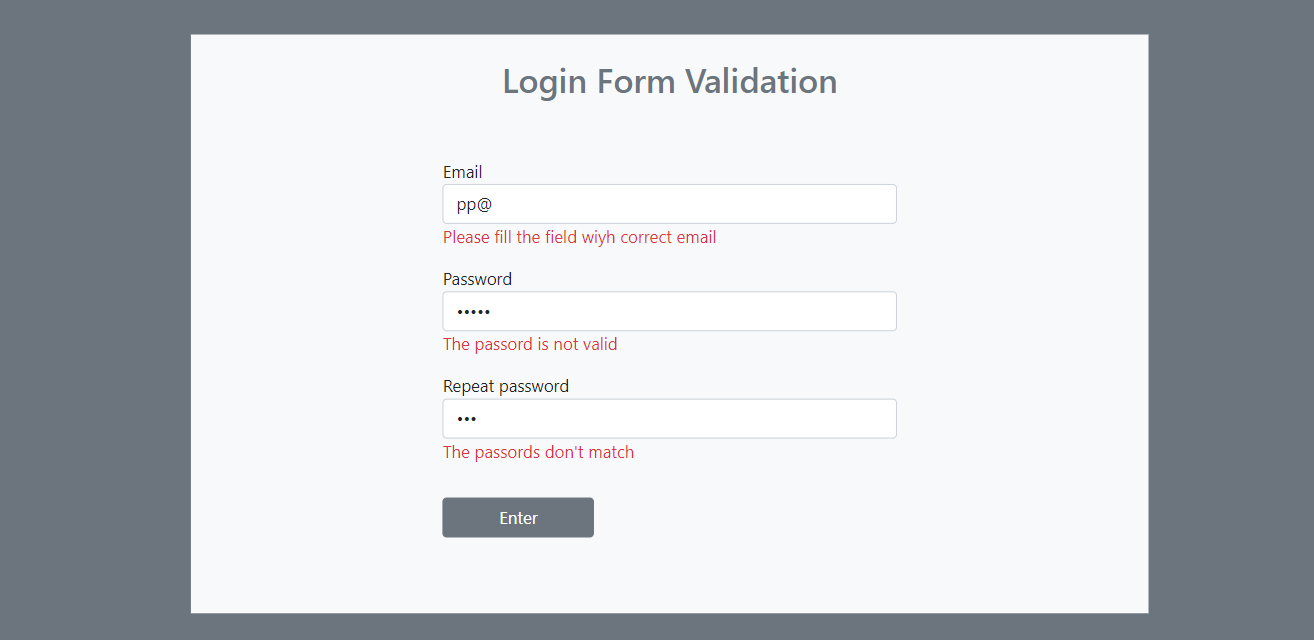 Login Form Validation
Email
pp@
Please fill the field wiyh correct email
Password
•••••
The passord is not valid
Repeat password
•••
The passords don't match
Enter